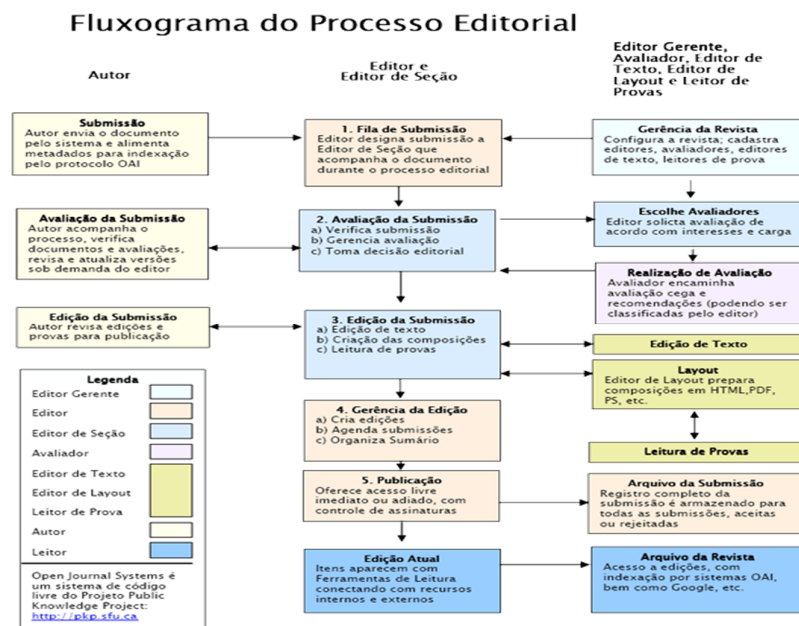 Fluxograma do Processo Editorial
Autor
Editor e
Editor de Seção
Editor Gerente,
Avaliador, Editor de
Texto, Editor de
Layout e Leitor de
Provas
Submissão
Autor envia o documento
pelo sistema e alimenta
metadados para indexação
pelo protocolo OAI
1. Fila de Submissão
Editor designa submissão a
Editor de Seção que
acompanha o documento
durante o processo editorial
Gerência da Revista
Configura a revista; cadastra
editores, avaliadores, editores
de texto, leitores de prova
Avaliação da Submissão
Autor acompanha o
processo, verifica
documentos e avaliações,
revisa e atualiza versões
sob demanda do editor
2. Avaliação da Submissão
a) Verifica submissão
b) Gerencia avaliação
c) Toma decisão editorial
Escolhe Avaliadores
Editor solicta avaliação de
acordo com interesses e carga
Realização de Avaliação
Avaliador encaminha
avaliação cega e
recomendações (podendo ser
classificadas pelo editor)
Edição da Submissão
Autor revisa edições e
provas para publicação
3. Edição da Submissão
a) Edição de texto
b) Criação das composições
c) Leitura de provas
Edição de Texto
Layout
Editor de Layout prepara
composições em HTML,PDF,
PS, etc.
Leitura de Provas
4. Gerência da Edição
a) Cria edições
b) Agenda submissões
c) Organiza Sumário
5. Publicação
Oferece acesso livre
imediato ou adiado, com
controle de assinaturas
Arquivo da Submissão
Registro completo da
submissão é armazenado para
todas as submissões, aceitas
ou rejeitadas
Edição Atual
Itens aparecem com
Ferramentas de Leitura
conectando com recursos
internos e externos
Arquivo da Revista
Acesso a edições, com
indexação por sistemas OAI,
bem como Google, etc.
Legenda
Editor Gerente
Editor
Editor de Seção
Avaliador
Editor de Texto
Editor de Layout
Leitor de Prova
Autor
Leitor
Open Journal Systems é
um sistema de código
livre do Projeto Public
Knowledge Project:
http://pkp.sfu.ca